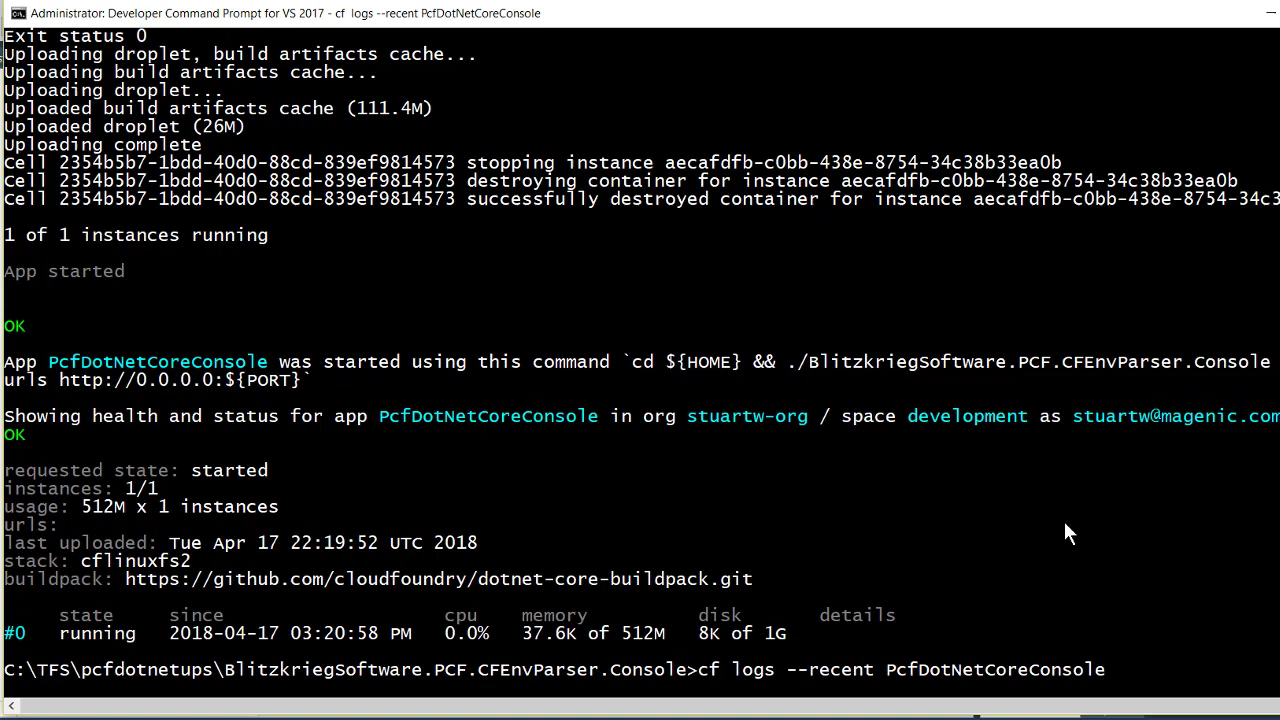 Administrator: Developer Command Prompt for VS 2017 - cf  logs --recent PcfDotNetCoreConsole
Exit status 0
Uploading droplet, build artifacts cache...
Uploading build artifacts cache...
Uploading droplet...
Uploaded build artifacts cache (111.4M)
Uploaded droplet (26M)
Uploading complete
Cell 2354b5b7-1bdd-40d0-88cd-839ef9814573 stopping instance aecafdfb-c0bb-438e-8754-34c38b33ea0b
Cell 2354b5b7-1bdd-40d0-88cd-839ef9814573 destroying container for instance aecafdfb-c0bb-438e-8754-34c38b33ea0b
Cell 2354b5b7-1bdd-40d0-88cd-839ef9814573 successfully destroyed container for instance aecafdfb-c0bb-438e-8754-34c3
1 of 1 instances running
App started
OK
App PcfDotNetCoreConsole was started using this command `cd ${HOME} && ./BlitzkriegSoftware.PCF.CFEnvParser.Console
urls http://0.0.0.0:${PORT}`
Showing health and status for app PcfDotNetCoreConsole in org stuartw-org / space development as stuartw@magenic.com
OK
requested state: started
instances: 1/1
usage: 512M x 1 instances
urls:
last uploaded: Tue Apr 17 22:19:52 UTC 2018
stack: cflinuxfs2
buildpack: https://github.com/cloudfoundry/dotnet-core-buildpack.git
state since cpu memory disk details
#0 running 2018-04-17 03:20:58 PM 0.0% 37.6K of 512M 8K of 1G
C:\TFS\pcfdotnetups\BlitzkriegSoftware.PCF.CFEnvParser.Console>cf logs --recent PcfDotNetCoreConsole